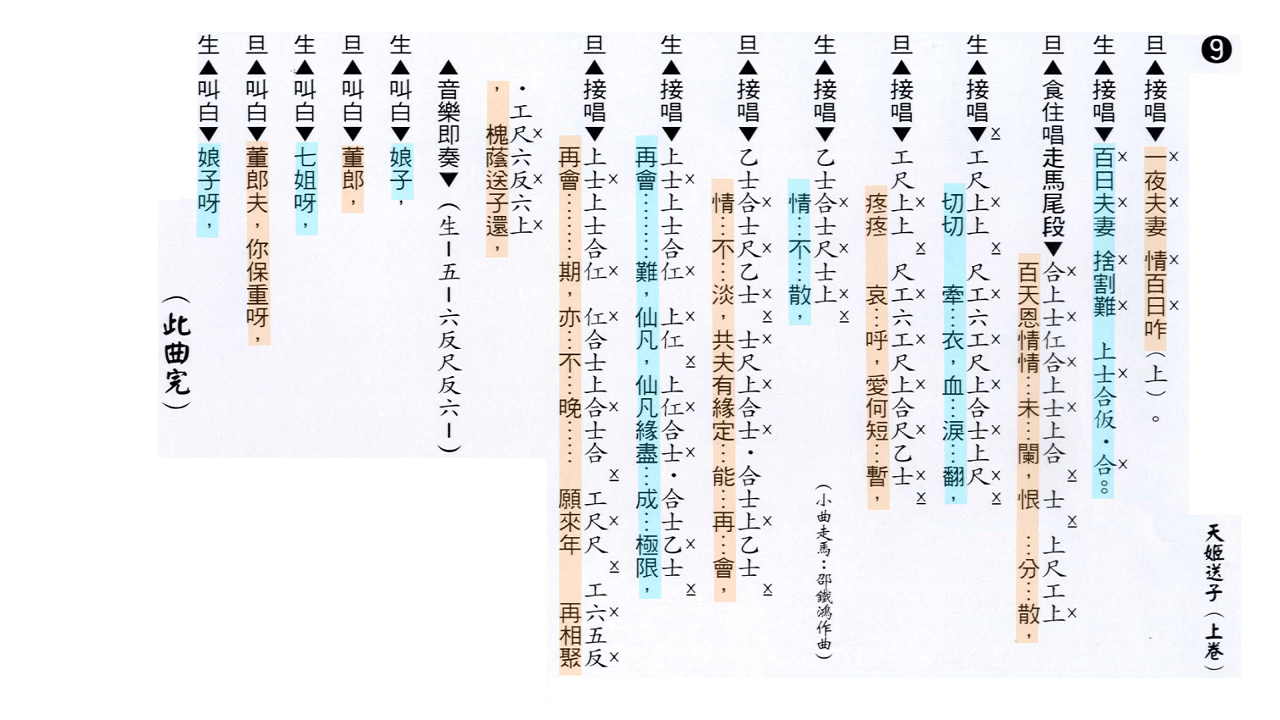 ❾
天姬送子（上卷）
旦▲接唱▼一夜夫妻 情百日咋（上）。
生▲接唱▼百日夫妻 捨割難 上士合仮・合。。
旦▲食住唱走馬尾段▼合上士仜合上士上合 士 上尺工上
百天恩情情…未…闌，恨 …分…散，
生▲接唱▼工尺上上 尺工六工尺上合士上尺
切切 牽…衣，血…淚…翻，
旦▲接唱▼工尺上上 尺工六工尺上合尺乙士
疼疼 哀…呼，愛何短…暫，
生▲接唱▼乙士合士尺士上
情…不…散，
（小曲走馬：邵鐵鴻作曲）
旦▲接唱▼乙士合士尺乙士 士尺上合士・合士上乙士
情…不…淡，共夫有緣定…能…再…會，
生▲接唱▼上士上士合仜 上仜 上仜合士・合士乙士
再會………難，仙凡，仙凡緣盡…成…極限，
旦▲接唱▼上士上士合仜 仜合士上合士合 工尺尺 工六五反
再會………期，亦…不…晚…… 願來年 再相聚
・工尺六反六上
，槐蔭送子還，
▲音樂即奏▼（生ー五ー六反尺反六ー）
生▲叫白▼娘子，
旦▲叫白▼董郎，
生▲叫白▼七姐呀，
旦▲叫白▼董郎夫，你保重呀，
生▲叫白▼娘子呀，
（此曲完）